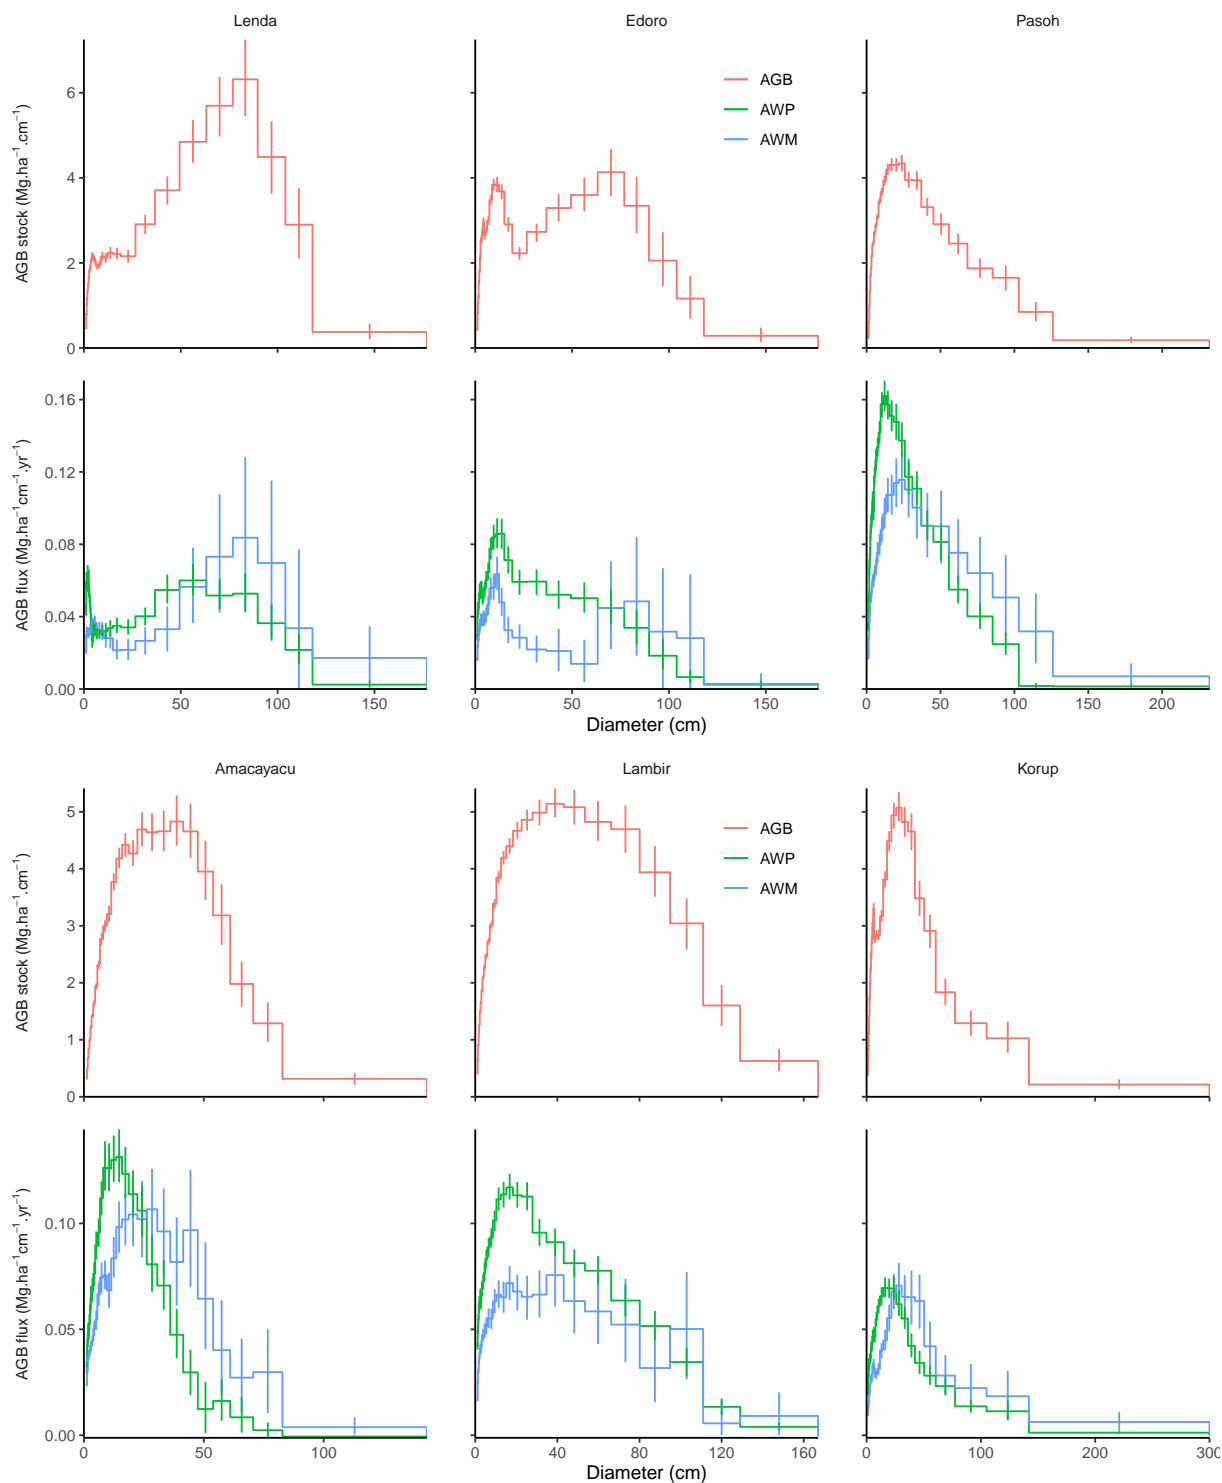 Lenda Edoro Pasoh
AGB stock (Mg.ha⁻¹.cm⁻¹)
6
4
2
0
AGB
AWP
AWM
AGB flux (Mg.ha⁻¹cm⁻¹.yr⁻¹)
0.16
0.12
0.08
0.04
0.00
0 50 100 150 0 50 100 150 0 50 100 150 200
Diameter (cm)
Amacayacu Lambir Korup
AGB stock (Mg.ha⁻¹.cm⁻¹)
5
4
3
2
1
0
AGB
AWP
AWM
AGB flux (Mg.ha⁻¹cm⁻¹.yr⁻¹)
0.10
0.05
0.00
0 50 100 0 40 80 120 160 0 100 200 300
Diameter (cm)